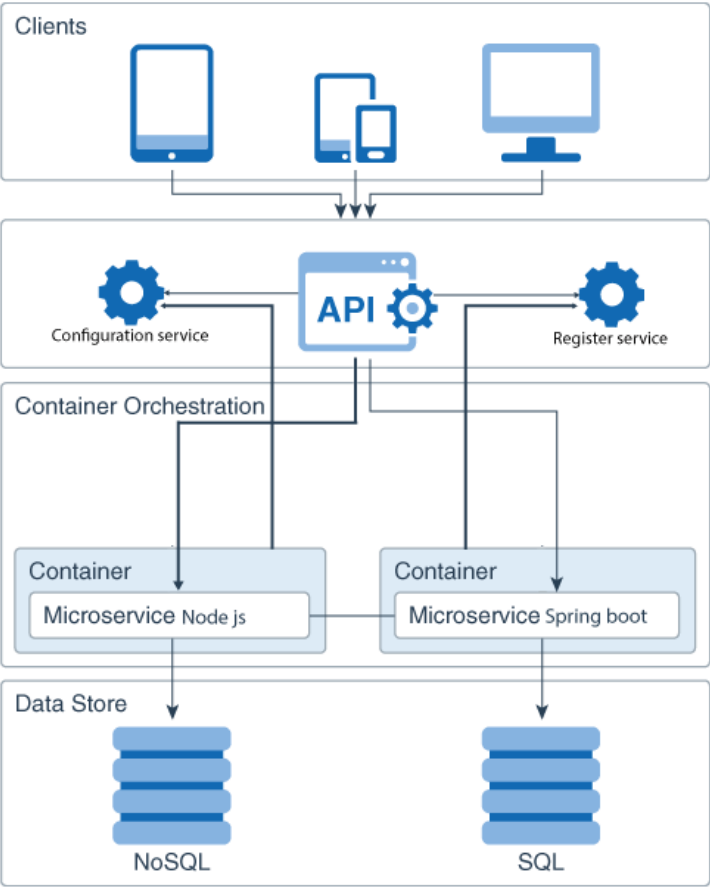 Clients
API
Configuration service
Register service
Container Orchestration
Container
Container
Microservice Node js
Microservice Spring boot
Data Store
NoSQL
SQL